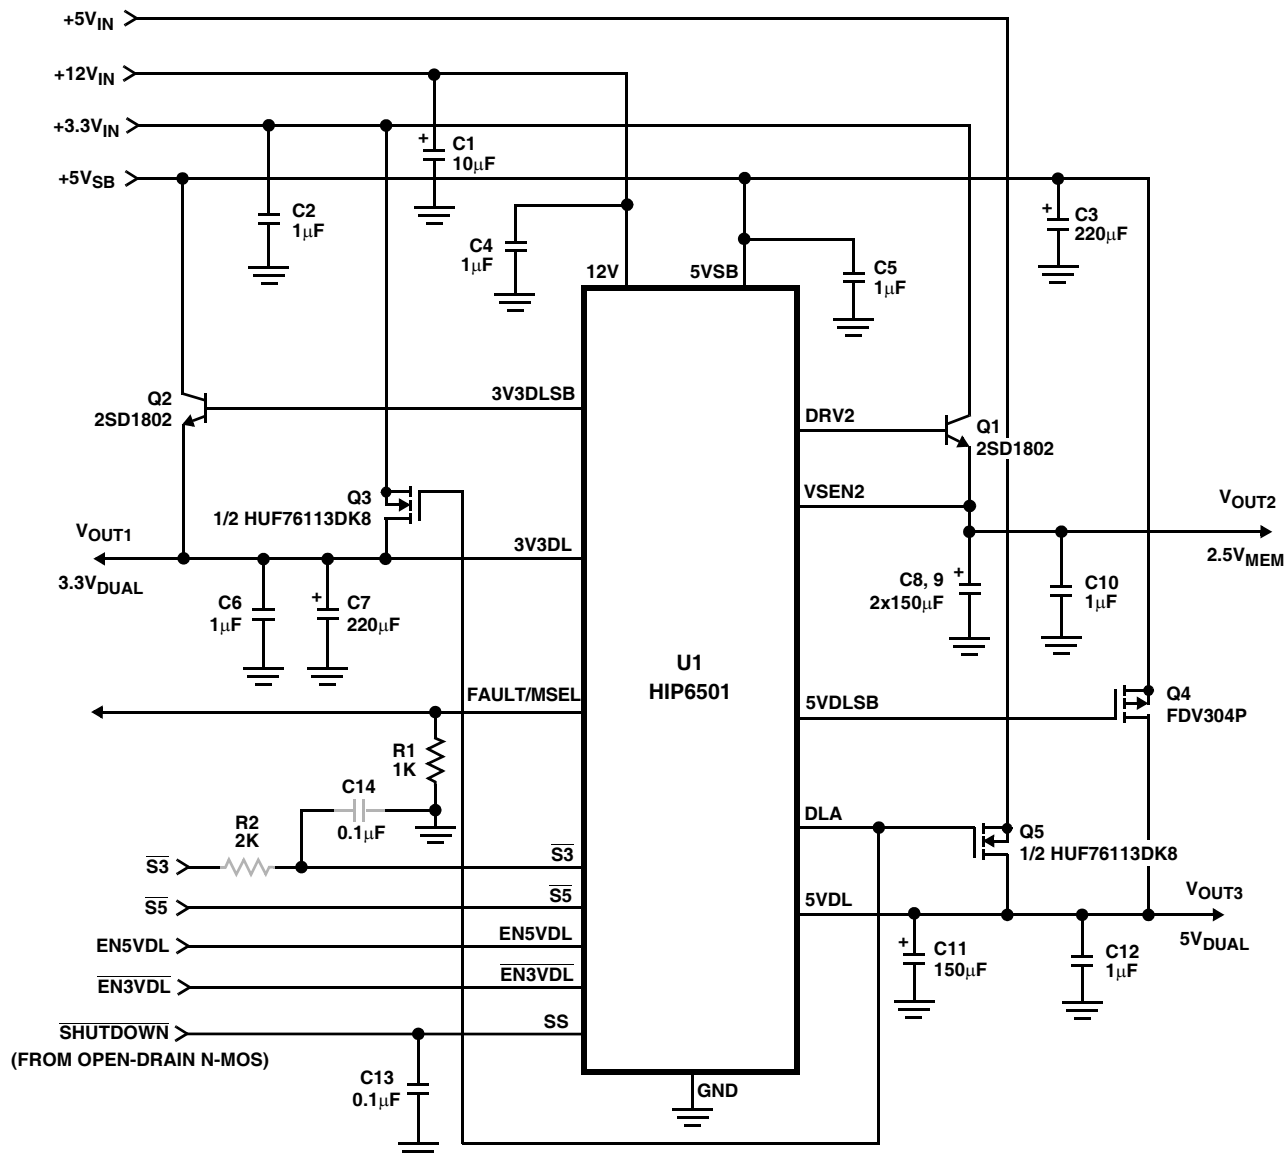 +5VIN
+12VIN
+3.3VIN
+5VSB
C1
10μF
C2
1μF
C3
220μF
C4
1μF
C5
1μF
12V
5VSB
Q2
2SD1802
3V3DLSB
DRV2
Q1
2SD1802
Q3
1/2 HUF76113DK8
VSEN2
VOUT2
2.5VMEM
VOUT1
3.3VDUAL
3V3DL
C6
1μF
C7
220μF
C8, 9
2x150μF
C10
1μF
U1
HIP6501
FAULT/MSEL
5VDLSB
Q4
FDV304P
R1
1K
C14
0.1μF
R2
2K
DLA
Q5
1/2 HUF76113DK8
S3
S3
S5
S5
5VDL
VOUT3
5VDUAL
EN5VDL
EN5VDL
EN3VDL
EN3VDL
C11
150μF
C12
1μF
SHUTDOWN
SS
(FROM OPEN-DRAIN N-MOS)
C13
0.1μF
GND